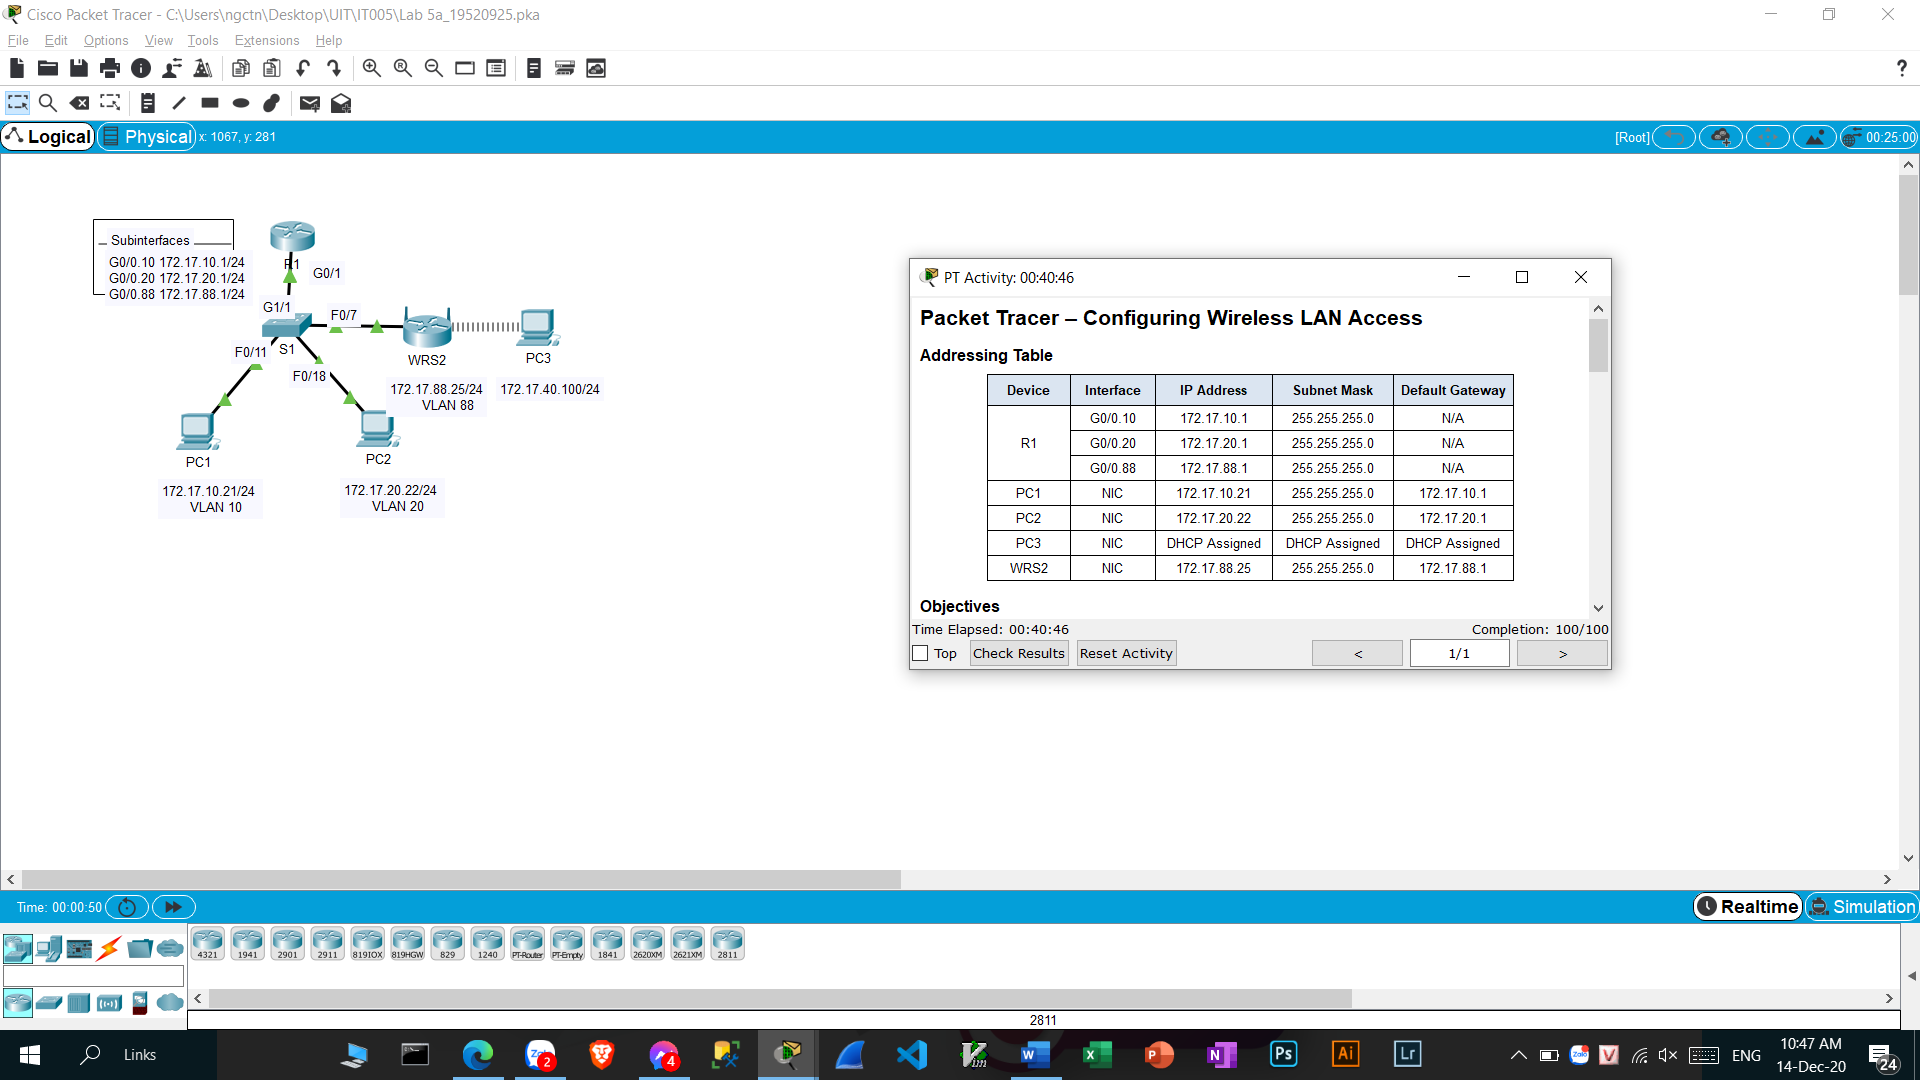 Cisco Packet Tracer - C:\Users\ngctn\Desktop\UIT\IT005\Lab 5a_19520925.pka
File Edit Options View Tools Extensions Help
?
Logical Physical x: 1067, y: 281 [Root] 00:25:00
Subinterfaces
G0/0.10 172.17.10.1/24
G0/0.20 172.17.20.1/24
G0/0.88 172.17.88.1/24
R1
G0/1
G1/1
F0/7
S1
F0/11
F0/18
WRS2
PC3
172.17.88.25/24
VLAN 88
172.17.40.100/24
PC1
PC2
172.17.10.21/24
VLAN 10
172.17.20.22/24
VLAN 20
PT Activity: 00:40:46
Packet Tracer – Configuring Wireless LAN Access
Addressing Table
Device Interface IP Address Subnet Mask Default Gateway
R1
G0/0.10 172.17.10.1 255.255.255.0 N/A
G0/0.20 172.17.20.1 255.255.255.0 N/A
G0/0.88 172.17.88.1 255.255.255.0 N/A
PC1 NIC 172.17.10.21 255.255.255.0 172.17.10.1
PC2 NIC 172.17.20.22 255.255.255.0 172.17.20.1
PC3 NIC DHCP Assigned DHCP Assigned DHCP Assigned
WRS2 NIC 172.17.88.25 255.255.255.0 172.17.88.1
Objectives
Time Elapsed: 00:40:46 Completion: 100/100
Top Check Results Reset Activity < 1/1 >
Time: 00:00:50 Realtime Simulation
4321 1941 2901 2911 819IOX 819HGW 829 1240 PT-Router PT-Empty 1841 2620XM 2621XM 2811
2811
Links
2
4
Ps Ai Lr
ENG
10:47 AM
14-Dec-20
24